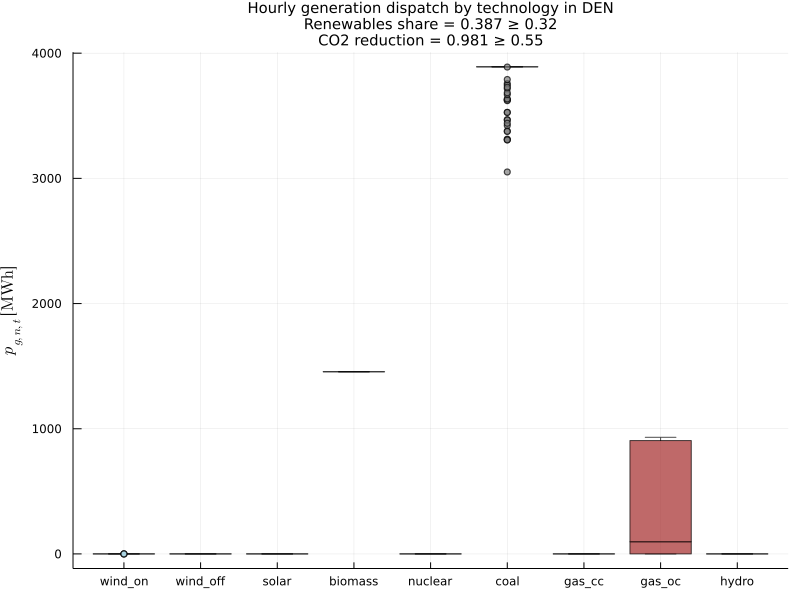 Hourly generation dispatch by technology in DEN
Renewables share = 0.387 ≥ 0.32
CO2 reduction = 0.981 ≥ 0.55
p_{g,n,t} [MWh]
4000
3000
2000
1000
0
wind_on wind_off solar biomass nuclear coal gas_cc gas_oc hydro